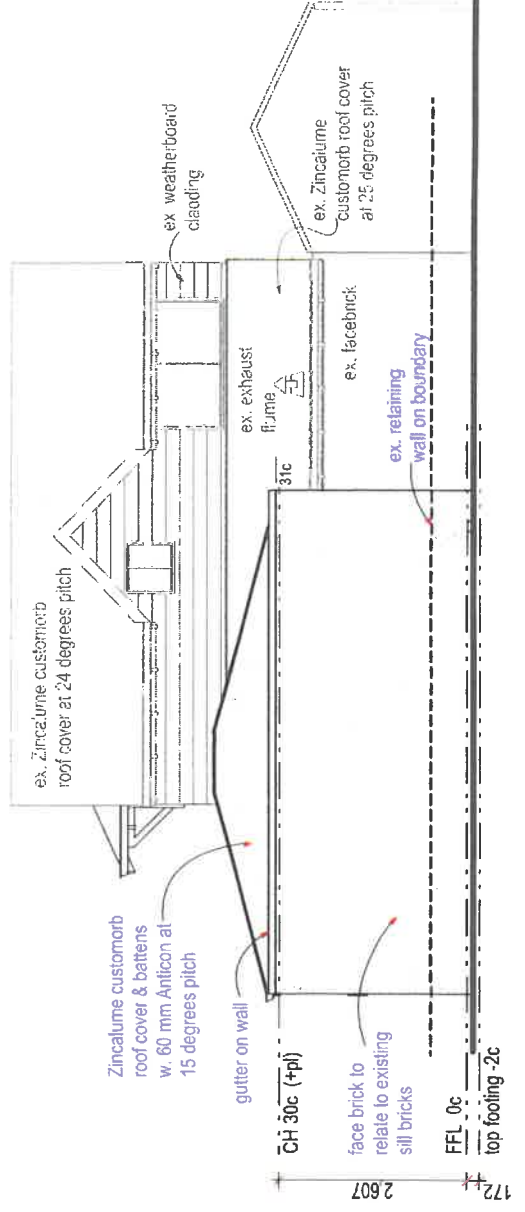 ex. Zincalume customorb
roof cover at 24 degrees pitch
ex weatherboard
cladding
Zincalume customorb
roof cover & battens
w. 60 mm Anticon at
15 degrees pitch
ex. exhaust
flume
ex. Zincalume
customorb roof cover
at 25 degrees pitch
gutter on wall
31c
ex. facebrick
CH 30c (+pl)
face brick to
relate to existing
sill bricks
ex. retaining
wall on boundary
2,607
FFL 0c
172
top footing -2c